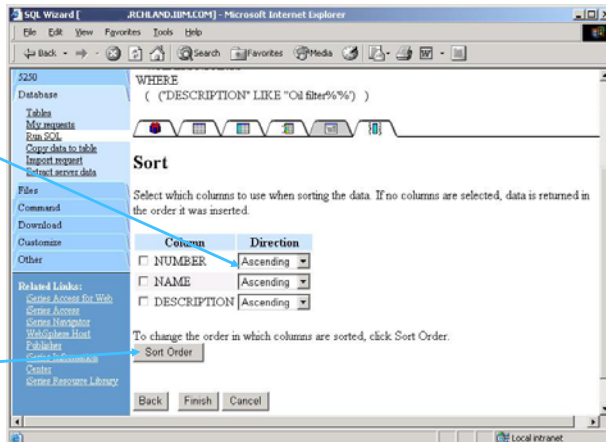 SQL Wizard [ .RCHLAND.IBM.COM] - Microsoft Internet Explorer
File Edit View Favorites Tools Help
Back Search Favorites Media
5250
Database
Tables
My requests
Run SQL
Copy data to table
Import request
Extract server data
Files
Command
Download
Customize
Other
Related Links:
iSeries Access for Web
iSeries Access
iSeries Navigator
WebSphere Host
Publisher
iSeries Information
Center
iSeries Resource Library
WHERE
( ("DESCRIPTION" LIKE "Oil filter%'%') )
Sort
Select which columns to use when sorting the data. If no columns are selected, data is returned in
the order it was inserted.
Column Direction
NUMBER Ascending
NAME Ascending
DESCRIPTION Ascending
To change the order in which columns are sorted, click Sort Order.
Sort Order
Back Finish Cancel
Local intranet